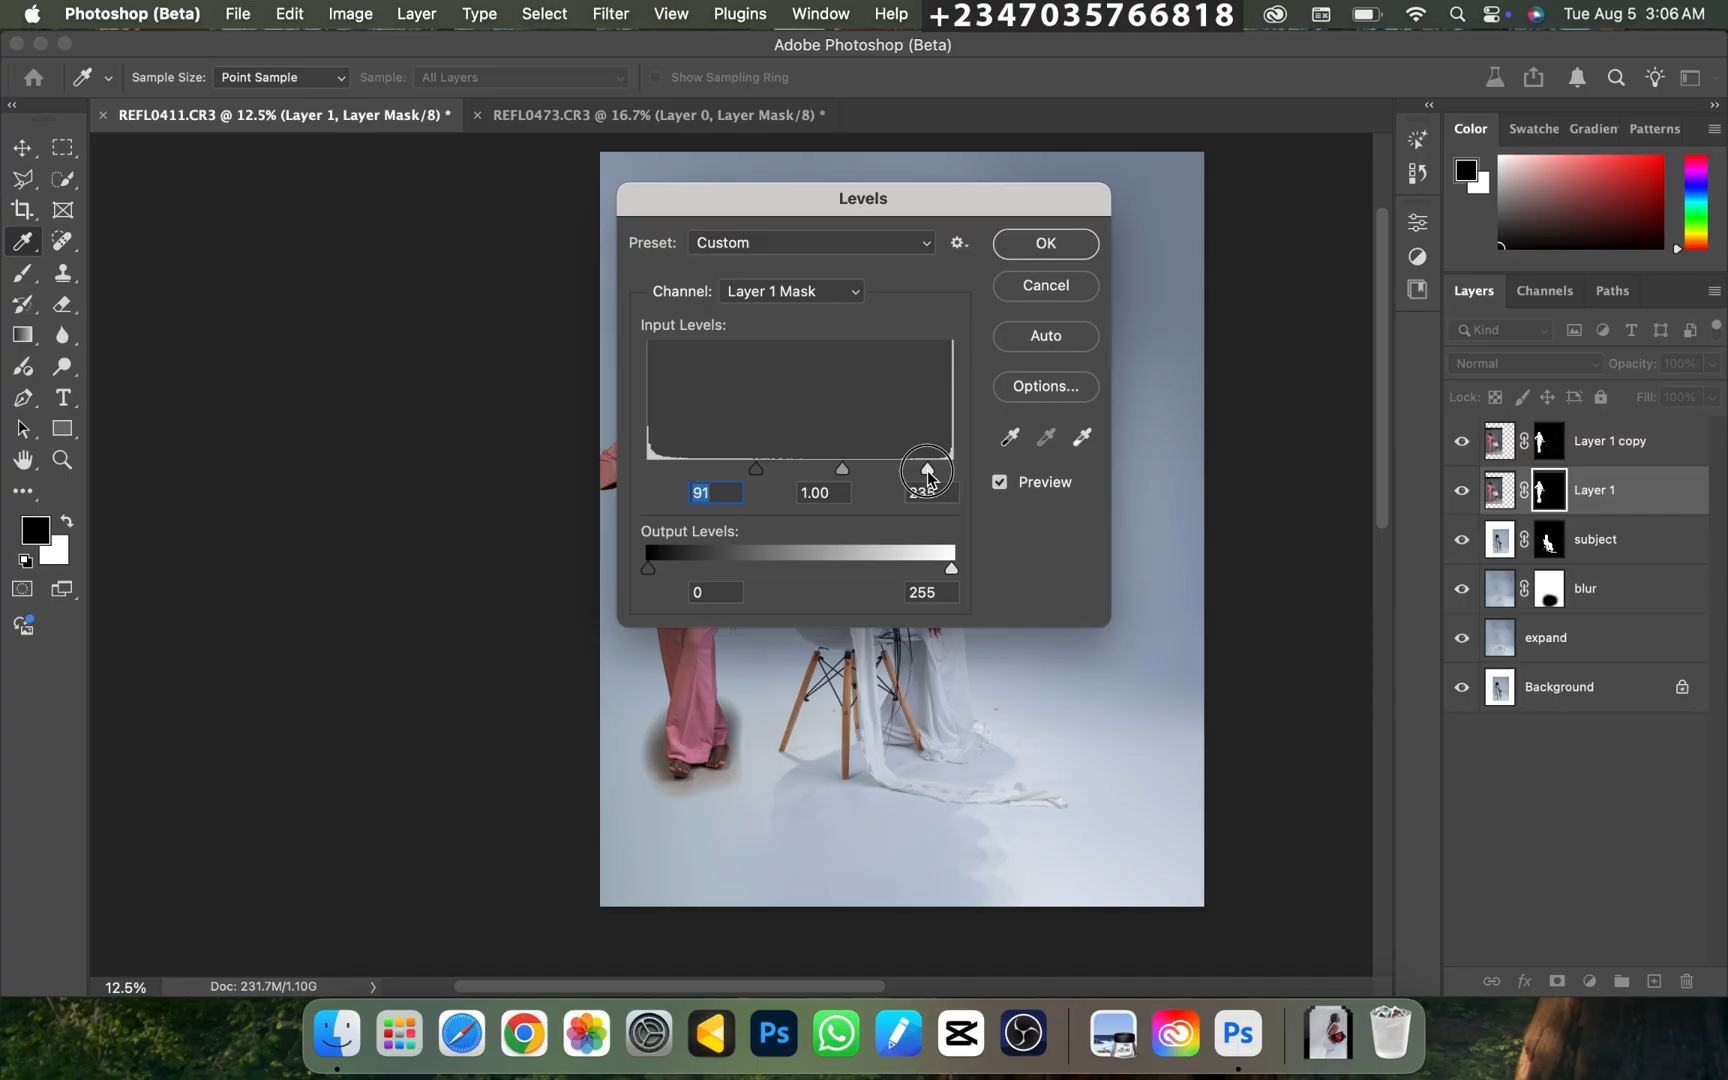 Photoshop (Beta) File Edit Image Layer Type Select Filter View Plugins Window Help +2347035766818 Tue Aug 5 3:06 AM
Adobe Photoshop (Beta)
Sample Size: Point Sample Sample: All Layers Show Sampling Ring
REFL0411.CR3 @ 12.5% (Layer 1, Layer Mask/8) * REFL0473.CR3 @ 16.7% (Layer 0, Layer Mask/8) *
Color Swatche Gradien Patterns
Levels
Preset: Custom OK
Channel: Layer 1 Mask Cancel
Input Levels:
Auto
Options...
Preview
91 1.00 235
Output Levels:
0 255
Layers Channels Paths
Kind
Normal Opacity: 100%
Lock: Fill: 100%
Layer 1 copy
Layer 1
subject
blur
expand
Background
12.5% Doc: 231.7M/1.10G
Ps Ps